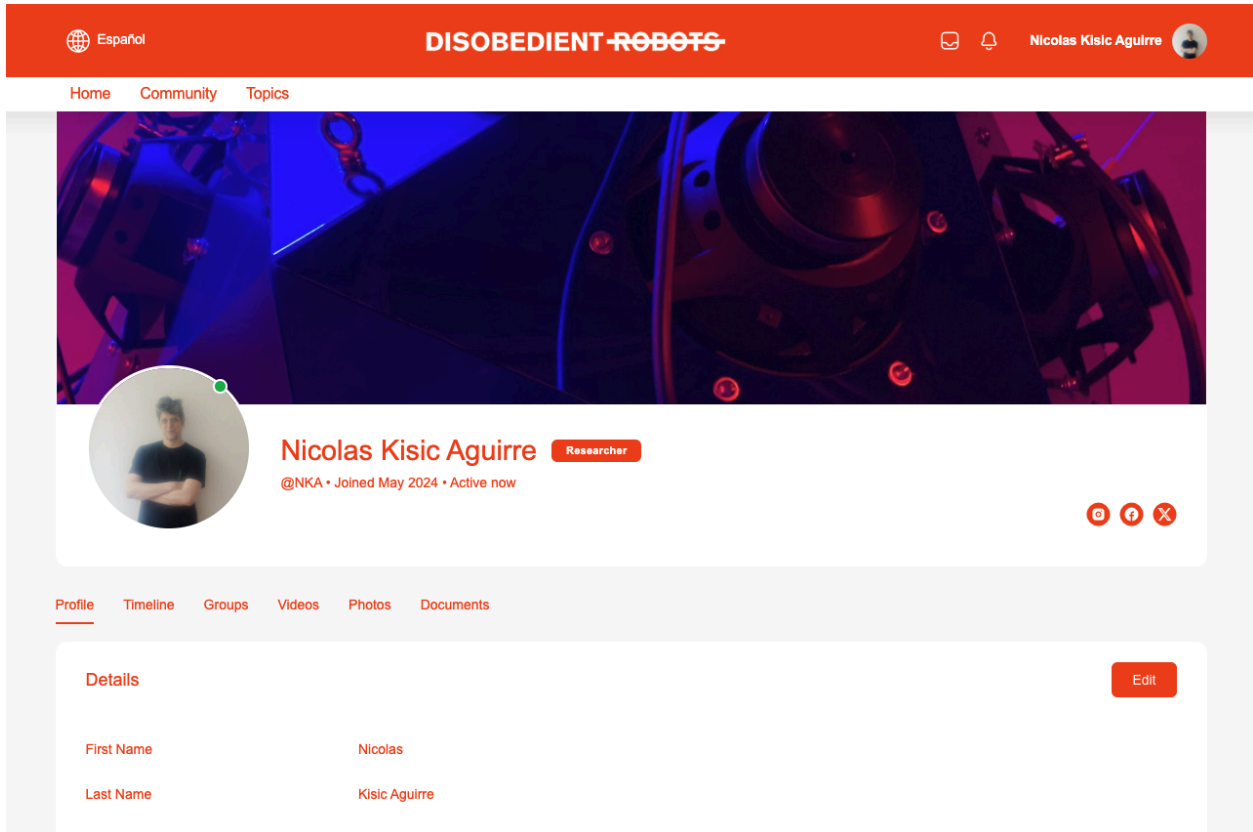 Español
DISOBEDIENT ROBOTS
Nicolas Kisic Aguirre
Home Community Topics
Nicolas Kisic Aguirre Researcher
@NKA • Joined May 2024 • Active now
Profile Timeline Groups Videos Photos Documents
Details
Edit
First Name Nicolas
Last Name Kisic Aguirre